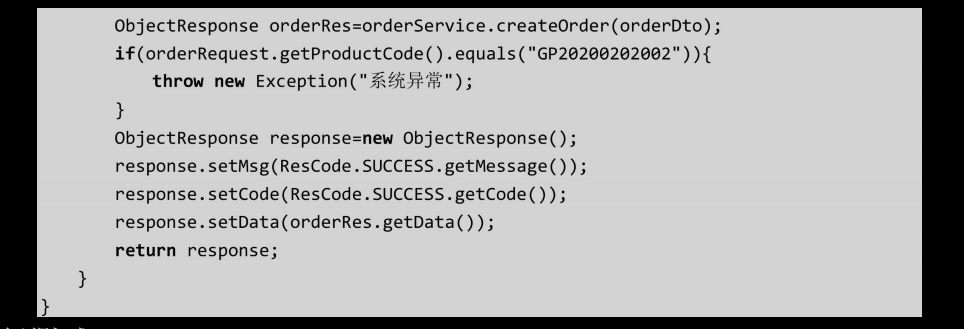 ObjectResponse orderRes=orderService.createOrder(orderDto);
if(orderRequest.getProductCode().equals("GP20200202002")){
throw new Exception("系统异常");
}
ObjectResponse response=new ObjectResponse();
response.setMsg(ResCode.SUCCESS.getMessage());
response.setCode(ResCode.SUCCESS.getCode());
response.setData(orderRes.getData());
return response;
}
}